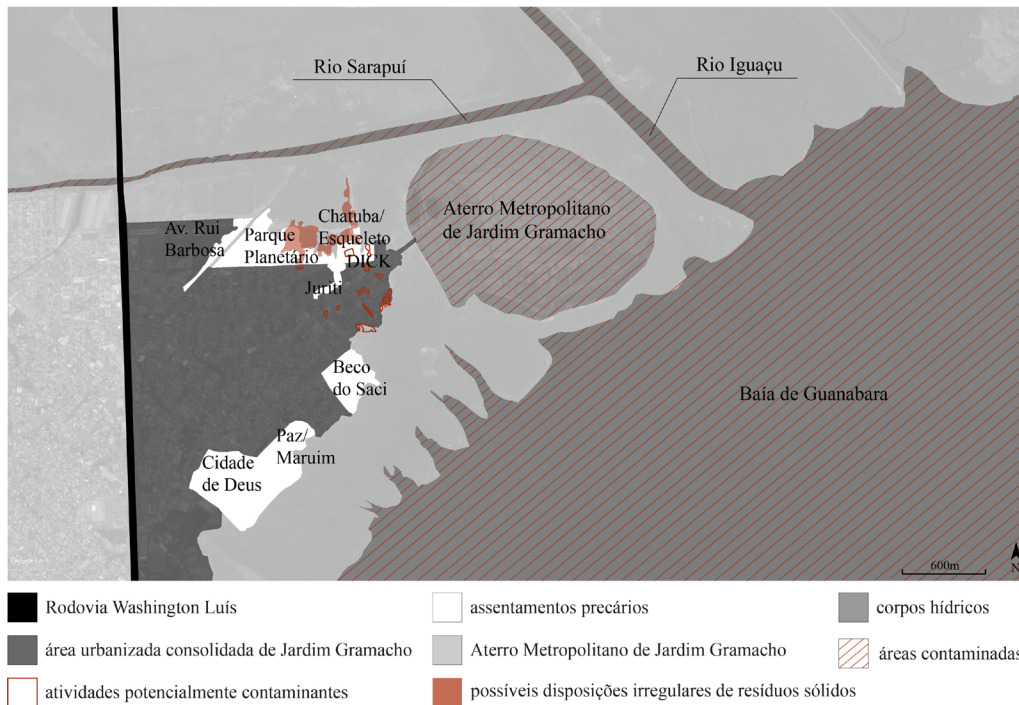 Rio Sarapuí
Rio Iguaçu
Av. Rui
Barbosa
Parque
Planetário
Chatuba/
Esqueleto
DICK
Juriti
Aterro Metropolitano
de Jardim Gramacho
Beco
do Saci
Baía de Guanabara
Paz/
Maruim
Cidade
de Deus
600m
N
Rodovia Washington Luís
assentamentos precários
corpos hídricos
área urbanizada consolidada de Jardim Gramacho
Aterro Metropolitano de Jardim Gramacho
áreas contaminadas
atividades potencialmente contaminantes
possíveis disposições irregulares de resíduos sólidos